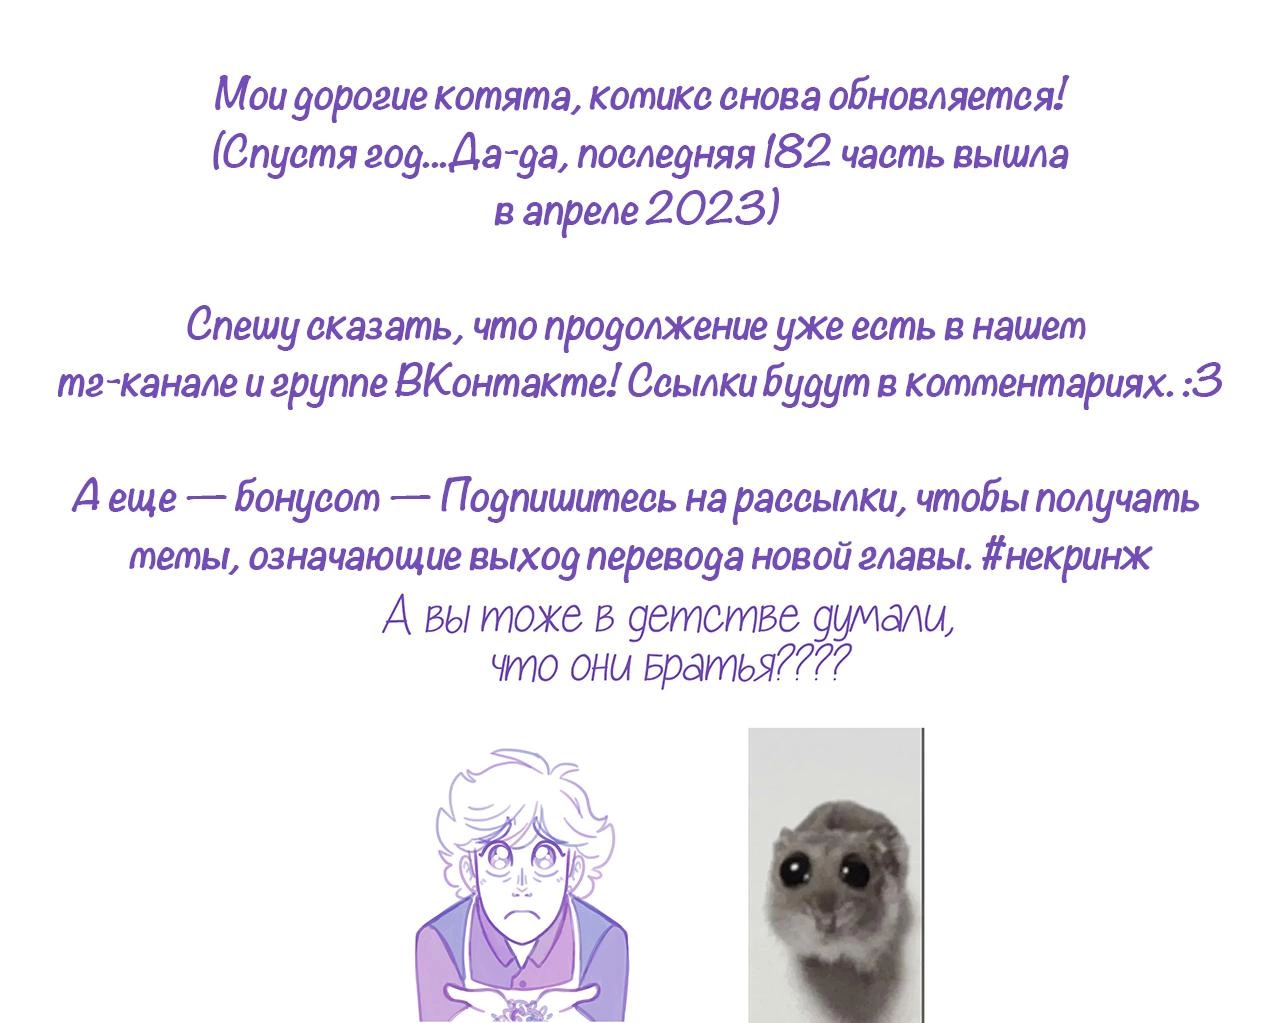 Мои дорогие котята, комикс снова обновляется!
(Спустя год...Да-да, последняя 182 часть вышла
в апреле 2023)
Спешу сказать, что продолжение уже есть в нашем
тг-канале и группе ВКонтакте! Ссылки будут в комментариях. :3
А еще — бонусом — Подпишитесь на рассылки, чтобы получать
мемы, означающие выход перевода новой главы. #некринж
А вы тоже в детстве думали,
что они братья????